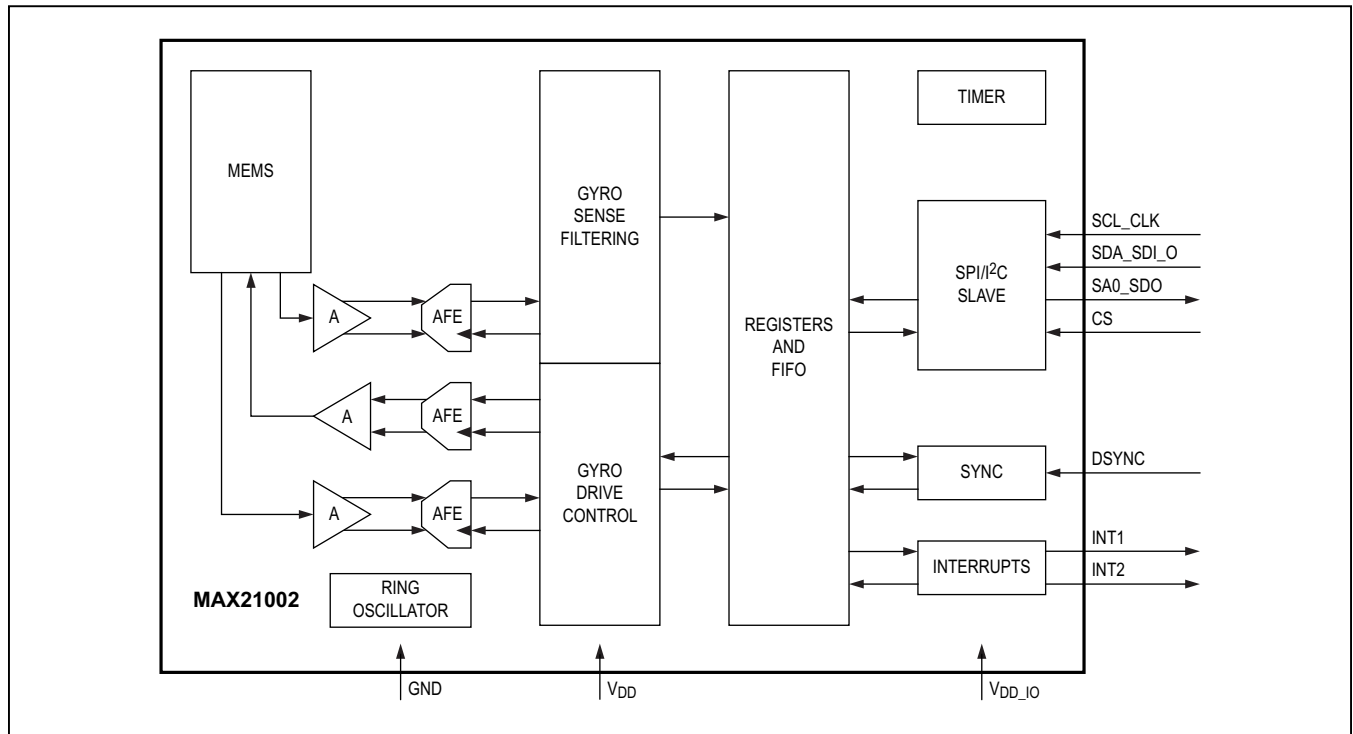 TIMER
MEMS
GYRO
SENSE
FILTERING
SCL_CLK
SPI/I²C
SLAVE
SDA_SDI_O
SA0_SDO
CS
A
AFE
REGISTERS
AND
FIFO
A
AFE
GYRO
DRIVE
CONTROL
SYNC
DSYNC
A
AFE
INTERRUPTS
INT1
INT2
RING
OSCILLATOR
MAX21002
GND
VDD
VDD_IO